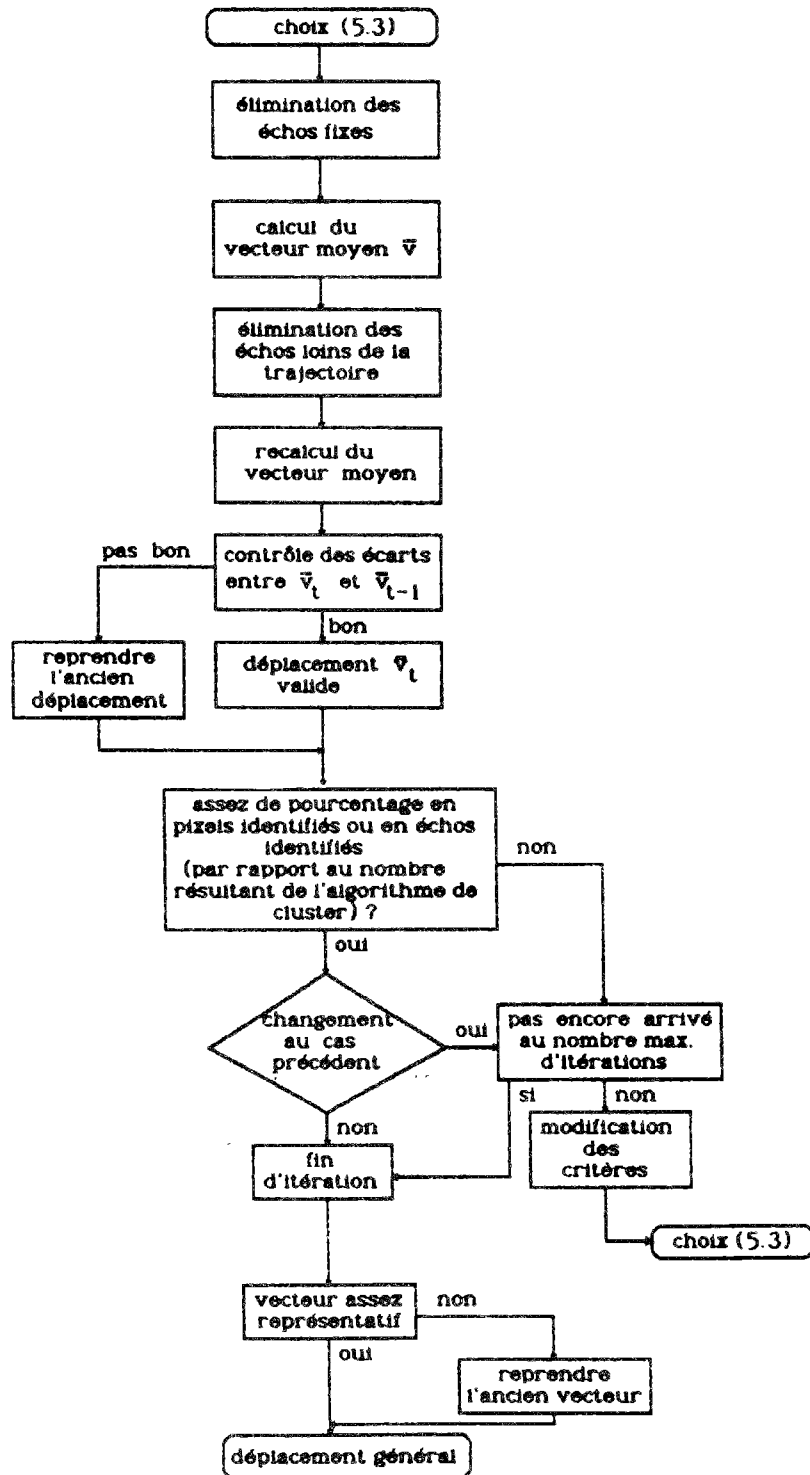 choix (5.3)
élimination des
échos fixes
calcul du
vecteur moyen v̄
élimination des
échos loins de la
trajectoire
recalcul du
vecteur moyen
pas bon
contrôle des écarts
entre v̄t et v̄t-1
bon
reprendre
l'ancien
déplacement
déplacement v̄t
valide
assez de pourcentage en
pixels identifiés ou en échos
identifiés
(par rapport au nombre
résultant de l'algorithme de
cluster) ?
non
oui
changement
au cas
précédent
oui
pas encore arrivé
au nombre max.
d'itérations
si
non
non
modification
des
critères
fin
d'itération
choix (5.3)
vecteur assez
représentatif
non
oui
reprendre
l'ancien vecteur
déplacement général